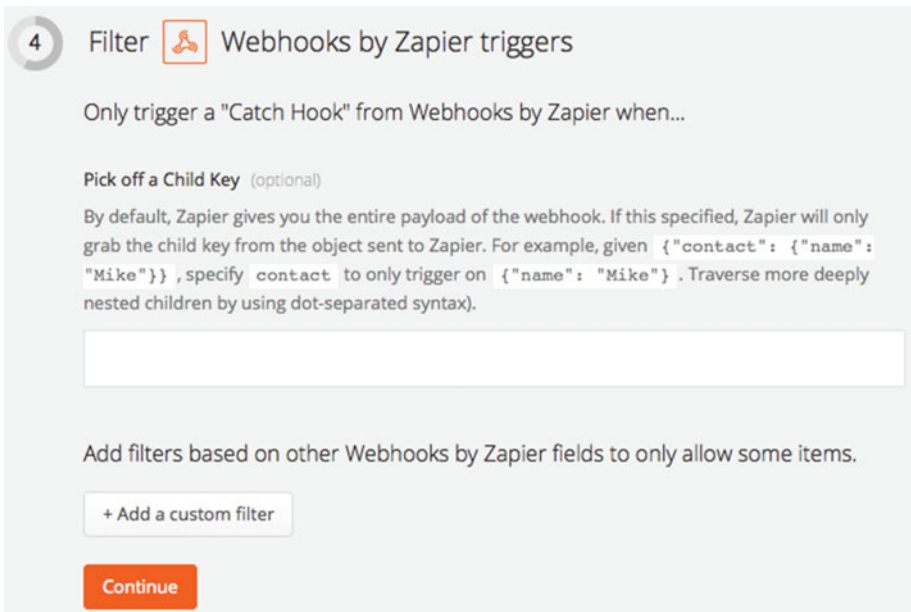 4
Filter Webhooks by Zapier triggers
Only trigger a "Catch Hook" from Webhooks by Zapier when...
Pick off a Child Key (optional)
By default, Zapier gives you the entire payload of the webhook. If this specified, Zapier will only
grab the child key from the object sent to Zapier. For example, given {"contact": {"name":
"Mike"}} , specify contact to only trigger on {"name": "Mike"} . Traverse more deeply
nested children by using dot-separated syntax).
Add filters based on other Webhooks by Zapier fields to only allow some items.
+ Add a custom filter
Continue